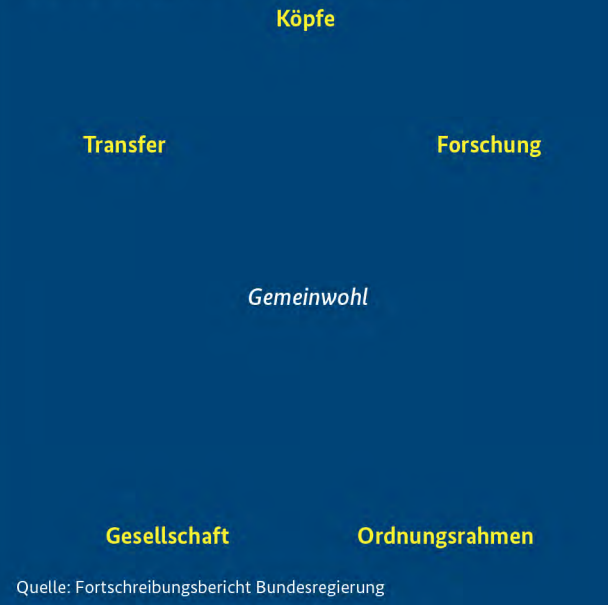 Köpfe
Transfer
Forschung
Gemeinwohl
Gesellschaft
Ordnungsrahmen
Quelle: Fortschreibungsbericht Bundesregierung